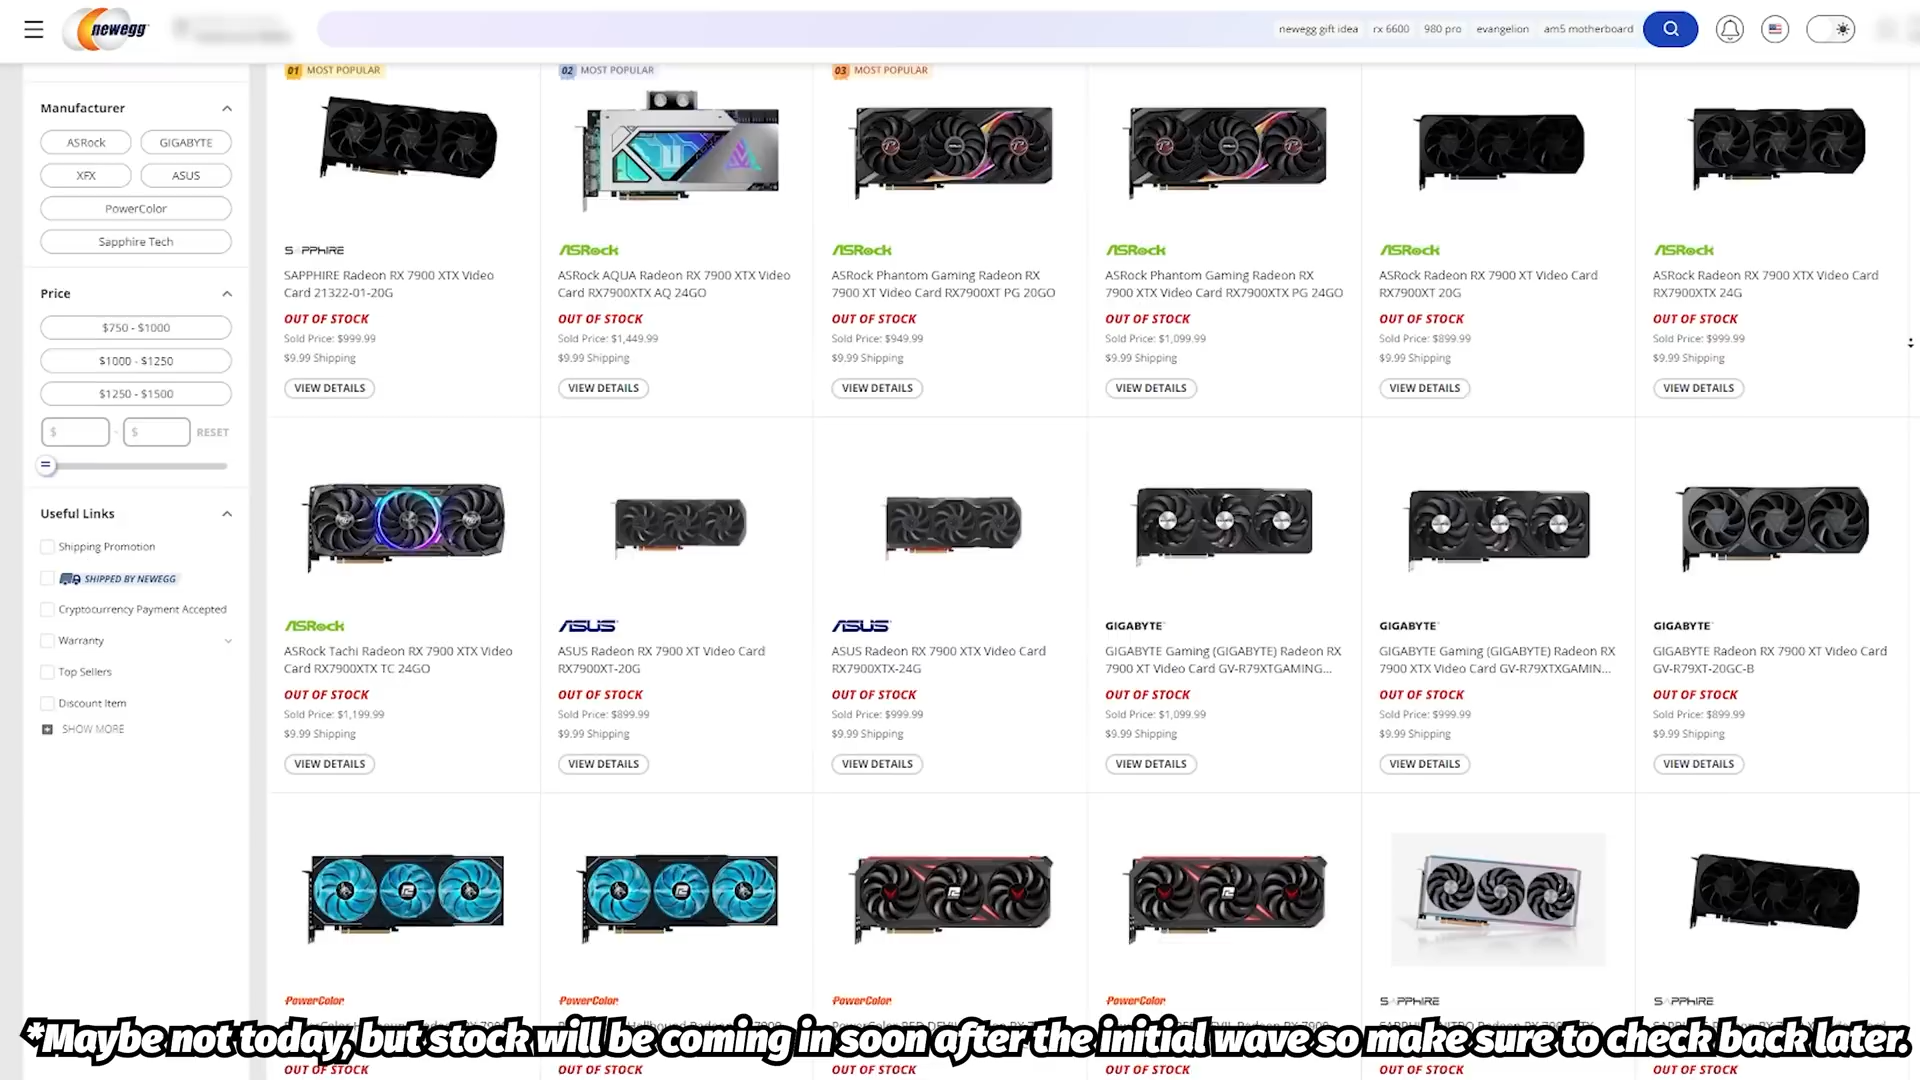 newegg
newegg gift idea rx 6600 980 pro evangelion am5 motherboard
Manufacturer
ASRock GIGABYTE
XFX ASUS
PowerColor
Sapphire Tech
Price
$750 - $1000
$1000 - $1250
$1250 - $1500
$ - $ RESET
Useful Links
Shipping Promotion
SHIPPED BY NEWEGG
Cryptocurrency Payment Accepted
Warranty
Top Sellers
Discount Item
SHOW MORE
01 MOST POPULAR
SAPPHIRE
SAPPHIRE Radeon RX 7900 XTX Video
Card 21322-01-20G
OUT OF STOCK
Sold Price: $999.99
$9.99 Shipping
VIEW DETAILS
02 MOST POPULAR
ASRock
ASRock AQUA Radeon RX 7900 XTX Video
Card RX7900XTX AQ 24GO
OUT OF STOCK
Sold Price: $1,449.99
$9.99 Shipping
VIEW DETAILS
03 MOST POPULAR
ASRock
ASRock Phantom Gaming Radeon RX
7900 XT Video Card RX7900XT PG 20GO
OUT OF STOCK
Sold Price: $949.99
$9.99 Shipping
VIEW DETAILS
ASRock
ASRock Phantom Gaming Radeon RX
7900 XTX Video Card RX7900XTX PG 24GO
OUT OF STOCK
Sold Price: $1,099.99
$9.99 Shipping
VIEW DETAILS
ASRock
ASRock Radeon RX 7900 XT Video Card
RX7900XT 20G
OUT OF STOCK
Sold Price: $899.99
$9.99 Shipping
VIEW DETAILS
ASRock
ASRock Radeon RX 7900 XTX Video Card
RX7900XTX 24G
OUT OF STOCK
Sold Price: $999.99
$9.99 Shipping
VIEW DETAILS
ASRock
ASRock Tachi Radeon RX 7900 XTX Video
Card RX7900XTX TC 24GO
OUT OF STOCK
Sold Price: $1,199.99
$9.99 Shipping
VIEW DETAILS
ASUS
ASUS Radeon RX 7900 XT Video Card
RX7900XT-20G
OUT OF STOCK
Sold Price: $899.99
$9.99 Shipping
VIEW DETAILS
ASUS
ASUS Radeon RX 7900 XTX Video Card
RX7900XTX-24G
OUT OF STOCK
Sold Price: $999.99
$9.99 Shipping
VIEW DETAILS
GIGABYTE
GIGABYTE Gaming (GIGABYTE) Radeon RX
7900 XT Video Card GV-R79XTGAMING...
OUT OF STOCK
Sold Price: $1,099.99
$9.99 Shipping
VIEW DETAILS
GIGABYTE
GIGABYTE Gaming (GIGABYTE) Radeon RX
7900 XTX Video Card GV-R79XTXGAMIN...
OUT OF STOCK
Sold Price: $999.99
$9.99 Shipping
VIEW DETAILS
GIGABYTE
GIGABYTE Radeon RX 7900 XT Video Card
GV-R79XT-20GC-B
OUT OF STOCK
Sold Price: $899.99
$9.99 Shipping
VIEW DETAILS
PowerColor
OUT OF STOCK
PowerColor
OUT OF STOCK
PowerColor
OUT OF STOCK
PowerColor
OUT OF STOCK
SAPPHIRE
OUT OF STOCK
SAPPHIRE
OUT OF STOCK
*Maybe not today, but stock will be coming in soon after the initial wave so make sure to check back later.